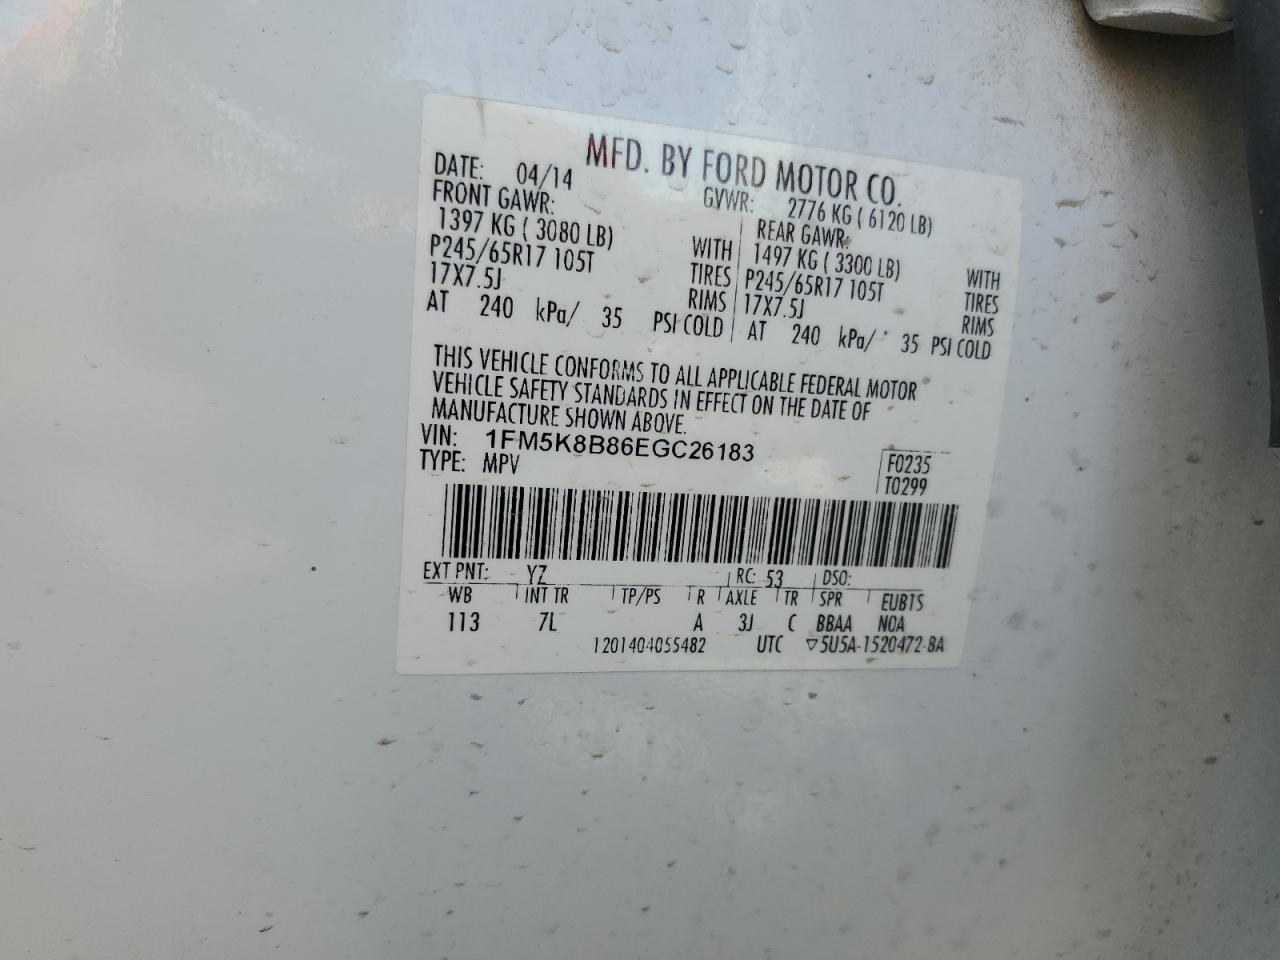 MFD. BY FORD MOTOR CO.
DATE: 04/14 GVWR: 2776 KG ( 6120 LB)
FRONT GAWR: REAR GAWR:
1397 KG ( 3080 LB) WITH 1497 KG ( 3300 LB) WITH
P245/65R17 105T TIRES P245/65R17 105T TIRES
17X7.5J RIMS 17X7.5J RIMS
AT 240 kPa/ 35 PSI COLD AT 240 kPa/ 35 PSI COLD
THIS VEHICLE CONFORMS TO ALL APPLICABLE FEDERAL MOTOR
VEHICLE SAFETY STANDARDS IN EFFECT ON THE DATE OF
MANUFACTURE SHOWN ABOVE.
VIN: 1FM5K8B86EGC26183 F0235
TYPE: MPV T0299
EXT PNT: YZ RC: 53 DSO:
WB INT TR TP/PS R AXLE TR SPR EUBTS
113 7L A 3J C BBAA NOA
1201404055482 UTC ▽5U5A-1520472-BA